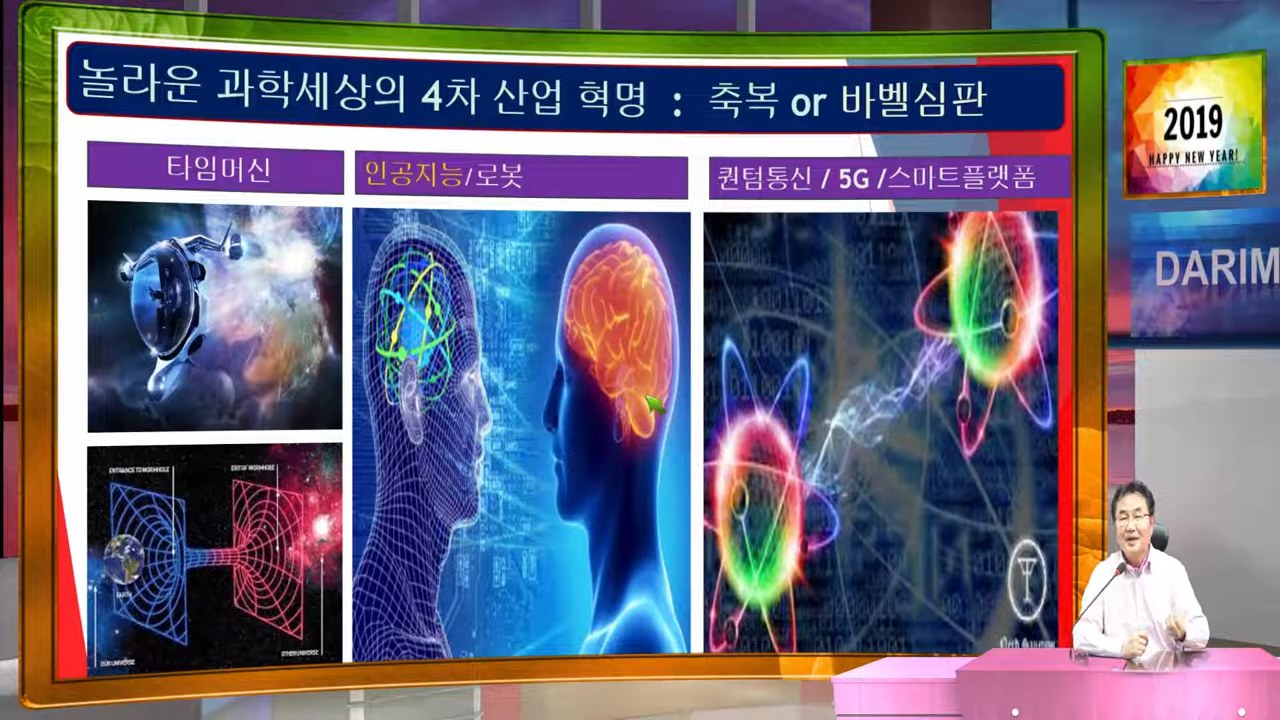 놀라운 과학세상의 4차 산업 혁명 : 축복 or 바벨심판
타임머신
인공지능/로봇
퀀텀통신 / 5G /스마트플랫폼
ENTRANCE TO WORMHOLE
EXIT OF WORMHOLE
EARTH
OUR UNIVERSE
OTHER UNIVERSE
2019
HAPPY NEW YEAR!
DARIM